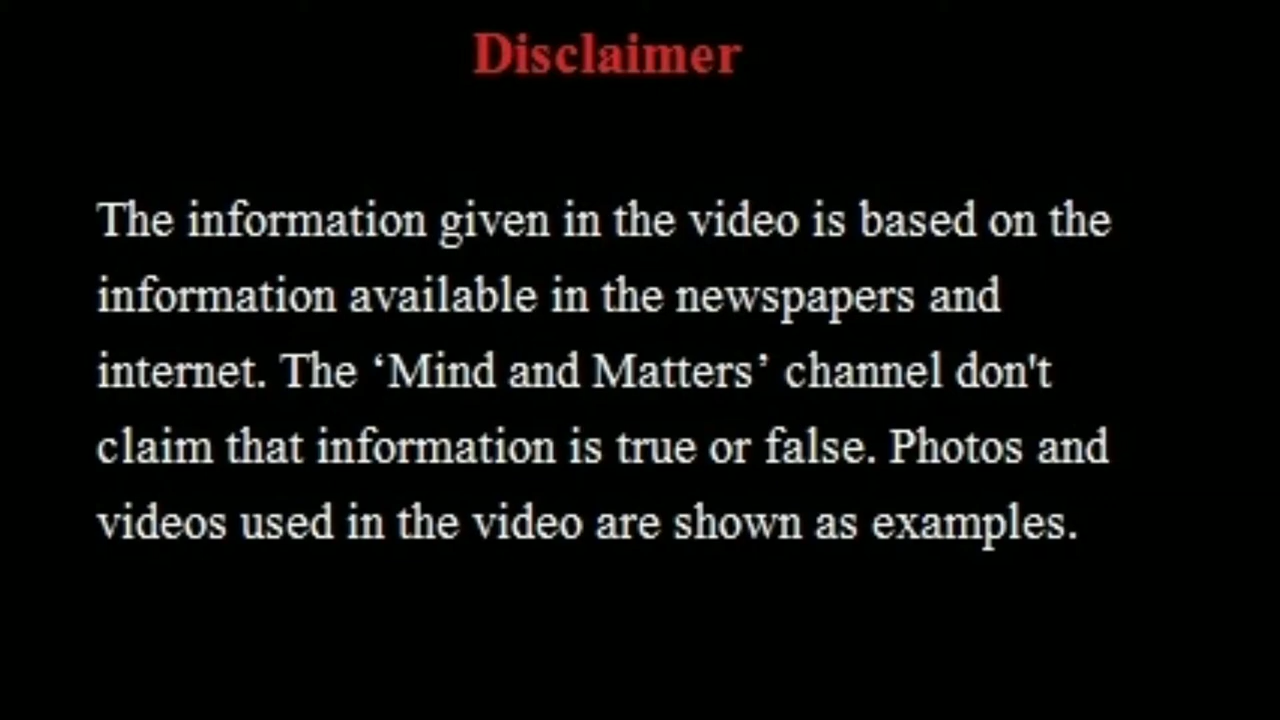 Disclaimer
The information given in the video is based on the
information available in the newspapers and
internet. The ‘Mind and Matters’ channel don't
claim that information is true or false. Photos and
videos used in the video are shown as examples.